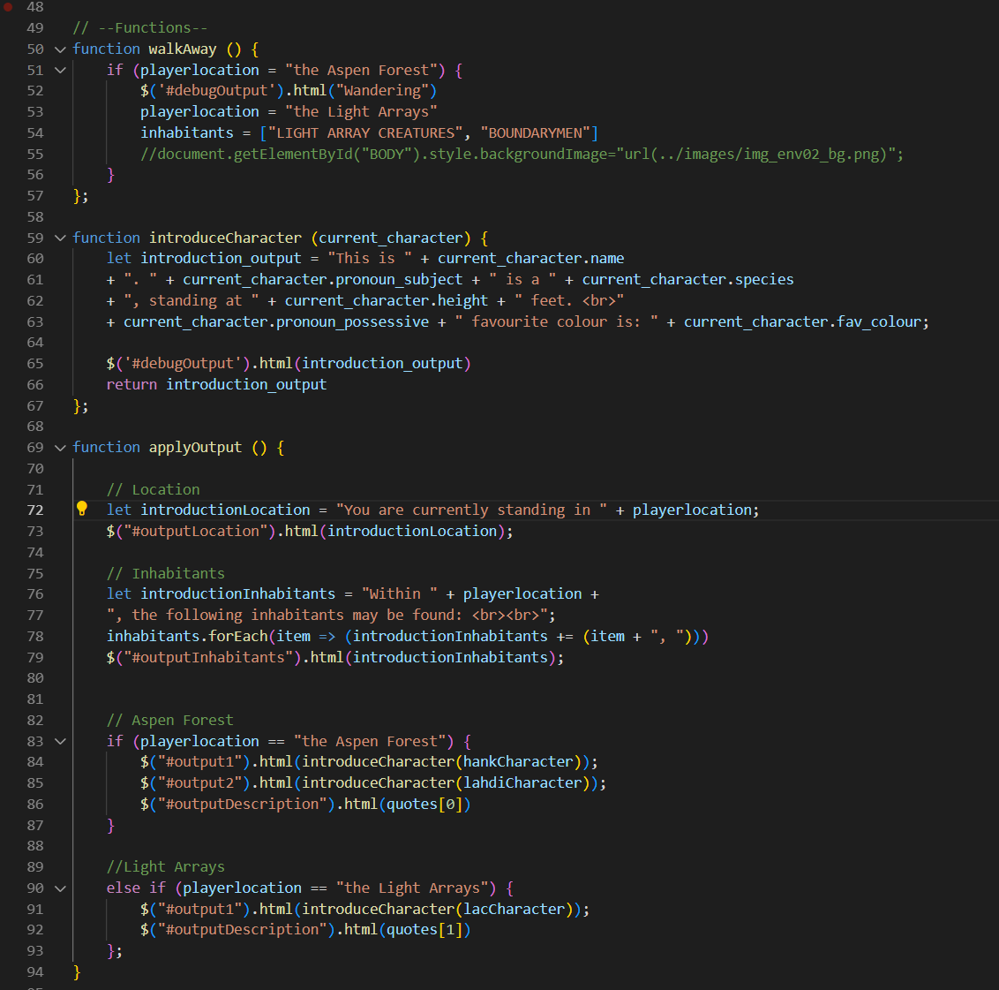 48
49 // --Functions--
50 function walkAway () {
51 if (playerlocation = "the Aspen Forest") {
52 $('#debugOutput').html("Wandering")
53 playerlocation = "the Light Arrays"
54 inhabitants = ["LIGHT ARRAY CREATURES", "BOUNDARYMEN"]
55 //document.getElementById("BODY").style.backgroundImage="url(../images/img_env02_bg.png)";
56 }
57 };
58
59 function introduceCharacter (current_character) {
60 let introduction_output = "This is " + current_character.name
61 + ". " + current_character.pronoun_subject + " is a " + current_character.species
62 + ", standing at " + current_character.height + " feet. <br>"
63 + current_character.pronoun_possessive + " favourite colour is: " + current_character.fav_colour;
64
65 $('#debugOutput').html(introduction_output)
66 return introduction_output
67 };
68
69 function applyOutput () {
70
71 // Location
72 let introductionLocation = "You are currently standing in " + playerlocation;
73 $("#outputLocation").html(introductionLocation);
74
75 // Inhabitants
76 let introductionInhabitants = "Within " + playerlocation +
77 ", the following inhabitants may be found: <br><br>";
78 inhabitants.forEach(item => (introductionInhabitants += (item + ", ")))
79 $("#outputInhabitants").html(introductionInhabitants);
80
81
82 // Aspen Forest
83 if (playerlocation == "the Aspen Forest") {
84 $("#output1").html(introduceCharacter(hankCharacter));
85 $("#output2").html(introduceCharacter(lahdiCharacter));
86 $("#outputDescription").html(quotes[0])
87 }
88
89 //Light Arrays
90 else if (playerlocation == "the Light Arrays") {
91 $("#output1").html(introduceCharacter(lacCharacter));
92 $("#outputDescription").html(quotes[1])
93 };
94 }